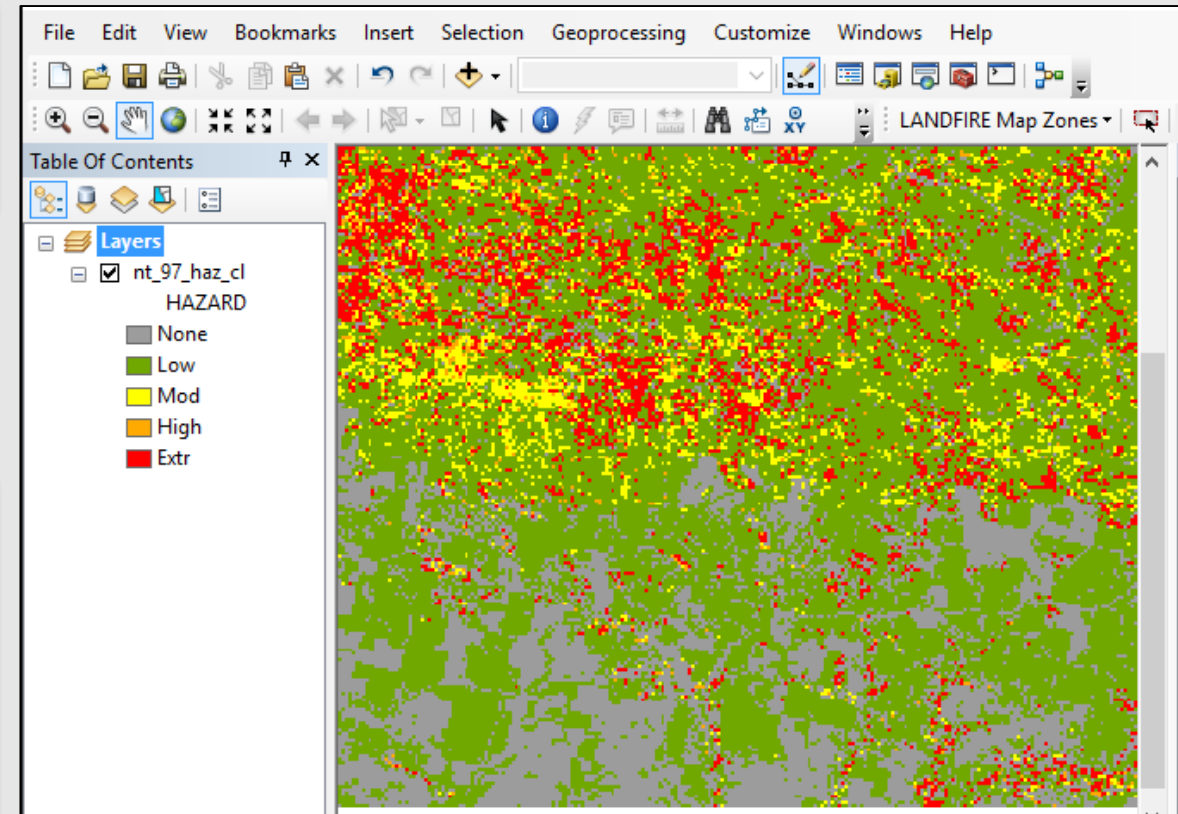 File Edit View Bookmarks Insert Selection Geoprocessing Customize Windows Help
XY LANDFIRE Map Zones
Table Of Contents
Layers
nt_97_haz_cl
HAZARD
None
Low
Mod
High
Extr